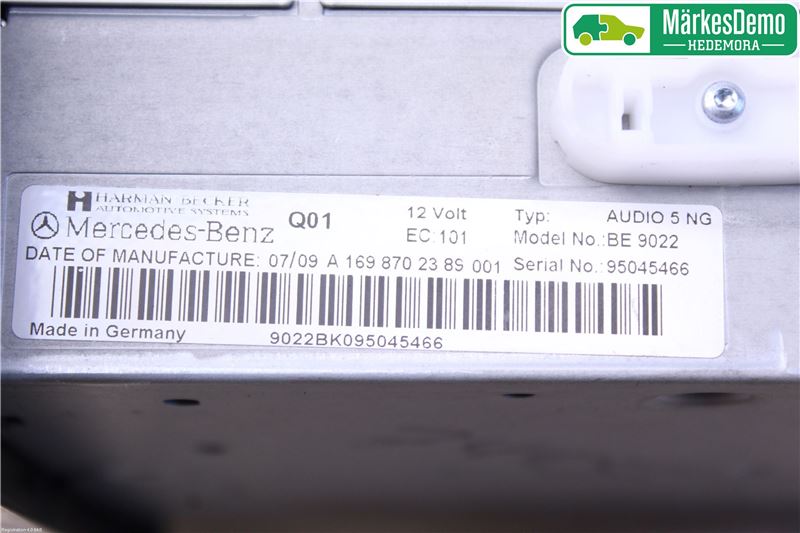 MärkesDemo
HEDEMORA
HARMAN BECKER
AUTOMOTIVE SYSTEMS
Mercedes-Benz Q01 12 Volt Typ: AUDIO 5 NG
EC:101 Model No.:BE 9022
DATE OF MANUFACTURE: 07/09 A 169 870 23 89 001 Serial No.:95045466
Made in Germany 9022BK095045466